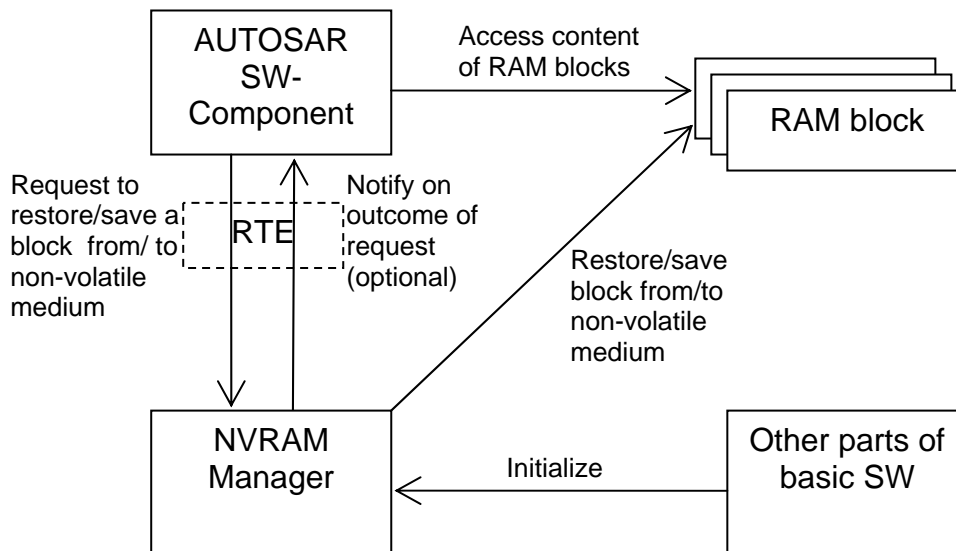 AUTOSAR
SW-
Component
Access content
of RAM blocks
RAM block
Request to
restore/save a
block from/ to
non-volatile
medium
RTE
Notify on
outcome of
request
(optional)
Restore/save
block from/to
non-volatile
medium
NVRAM
Manager
Initialize
Other parts of
basic SW